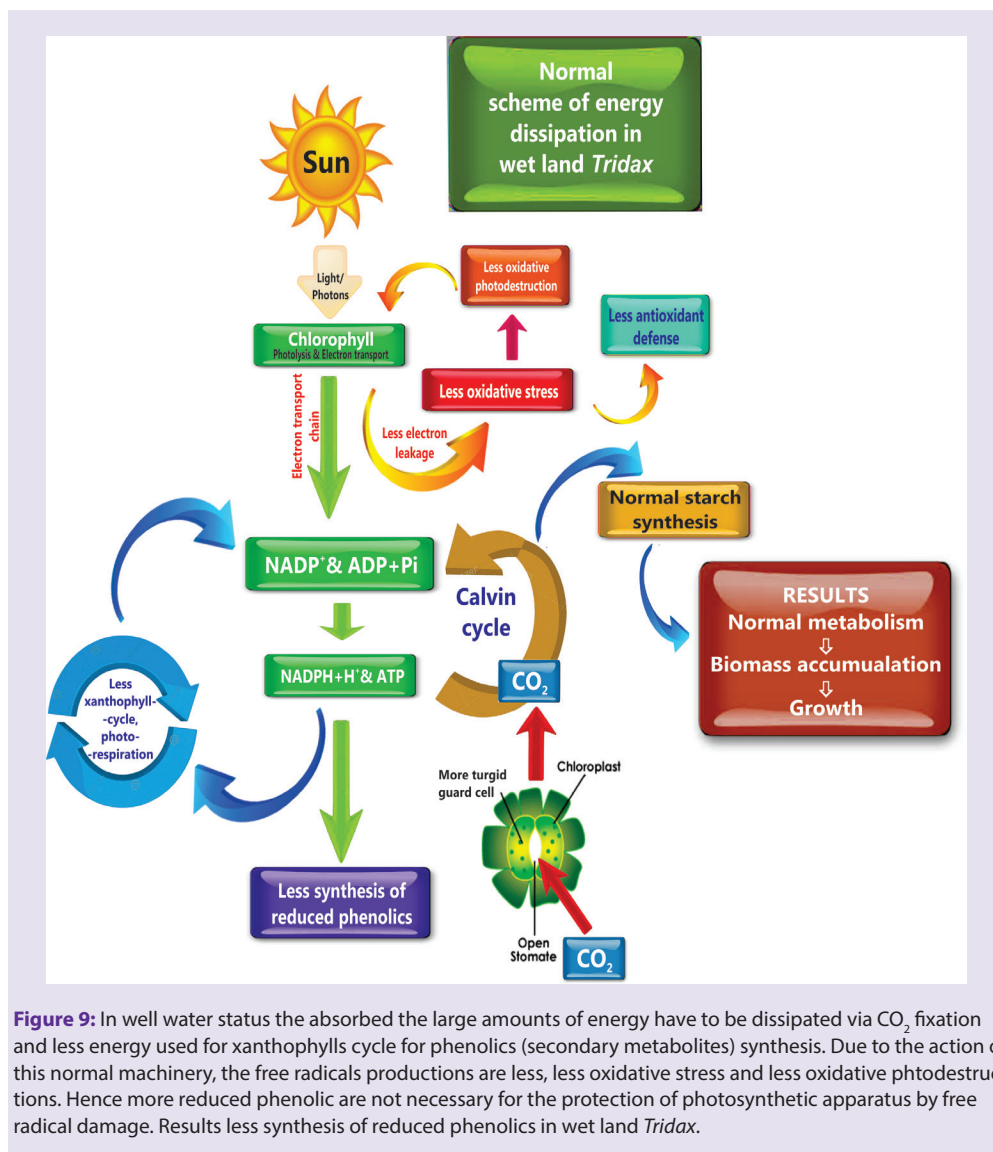 Normal
scheme of energy
dissipation in
wet land Tridax
Sun
Light/
Photons
Less oxidative
photodestruction
Less antioxidant
defense
Chlorophyll
Photolysis & Electron transport
Less oxidative stress
Electron transport
chain
Less electron
leakage
Normal starch
synthesis
NADP⁺& ADP+Pi
Calvin
cycle
RESULTS
Normal metabolism
⇩
Biomass accumualation
⇩
Growth
NADPH+H⁺& ATP
CO₂
Less
xanthophyll-
-cycle,
photo-
-respiration
More turgid
guard cell
Chloroplast
Less synthesis of
reduced phenolics
Open
Stomate
CO₂
Figure 9: In well water status the absorbed the large amounts of energy have to be dissipated via CO₂ fixation
and less energy used for xanthophylls cycle for phenolics (secondary metabolites) synthesis. Due to the action
this normal machinery, the free radicals productions are less, less oxidative stress and less oxidative phtodestruc
tions. Hence more reduced phenolic are not necessary for the protection of photosynthetic apparatus by free
radical damage. Results less synthesis of reduced phenolics in wet land Tridax.